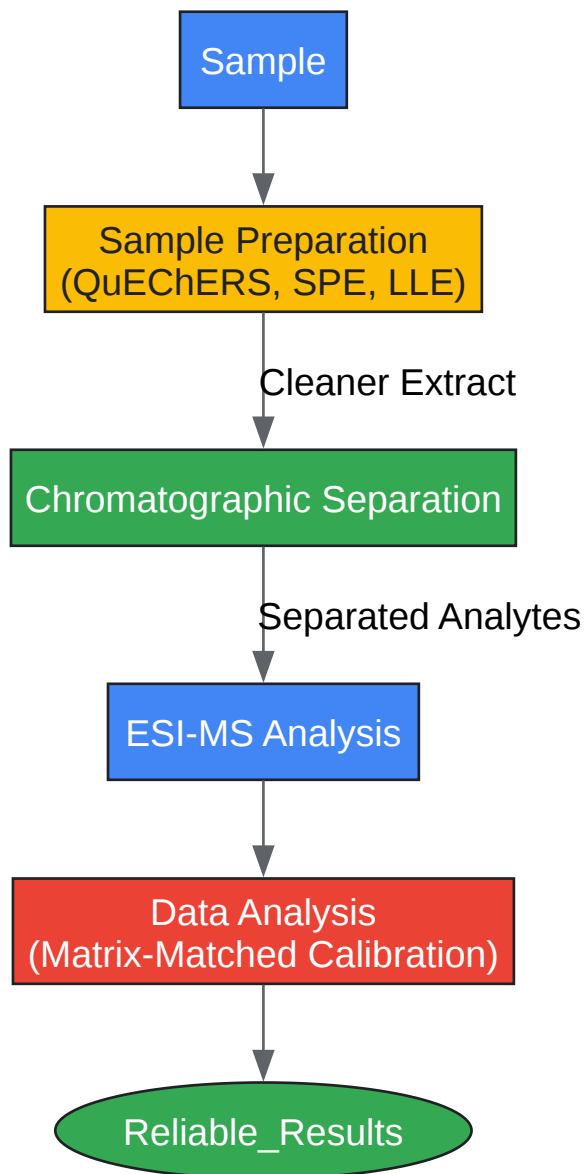 Sample
Sample Preparation
(QuEChERS, SPE, LLE)
Cleaner Extract
Chromatographic Separation
Separated Analytes
ESI-MS Analysis
Data Analysis
(Matrix-Matched Calibration)
Reliable_Results